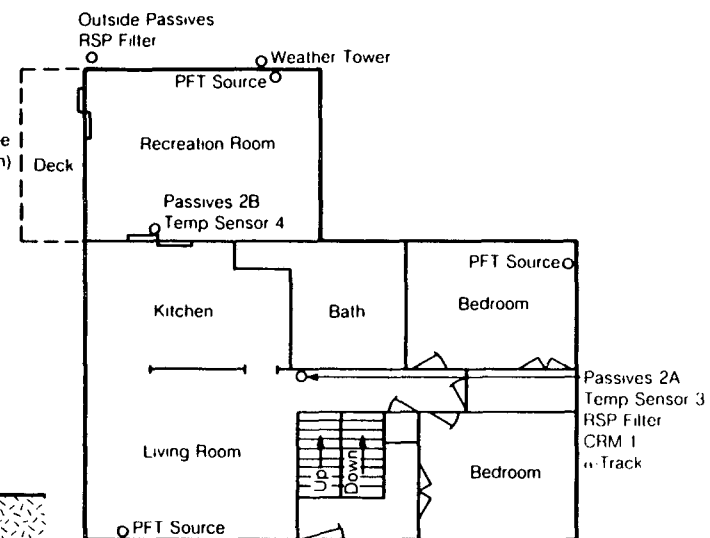 Outside Passives
RSP Filter
Weather Tower
PFT Source
Recreation Room
Deck
Passives 2B
Temp Sensor 4
PFT Source
Kitchen
Bath
Bedroom
Passives 2A
Temp Sensor 3
RSP Filter
CRM 1
α-Track
Living Room
Up
Down
Bedroom
PFT Source